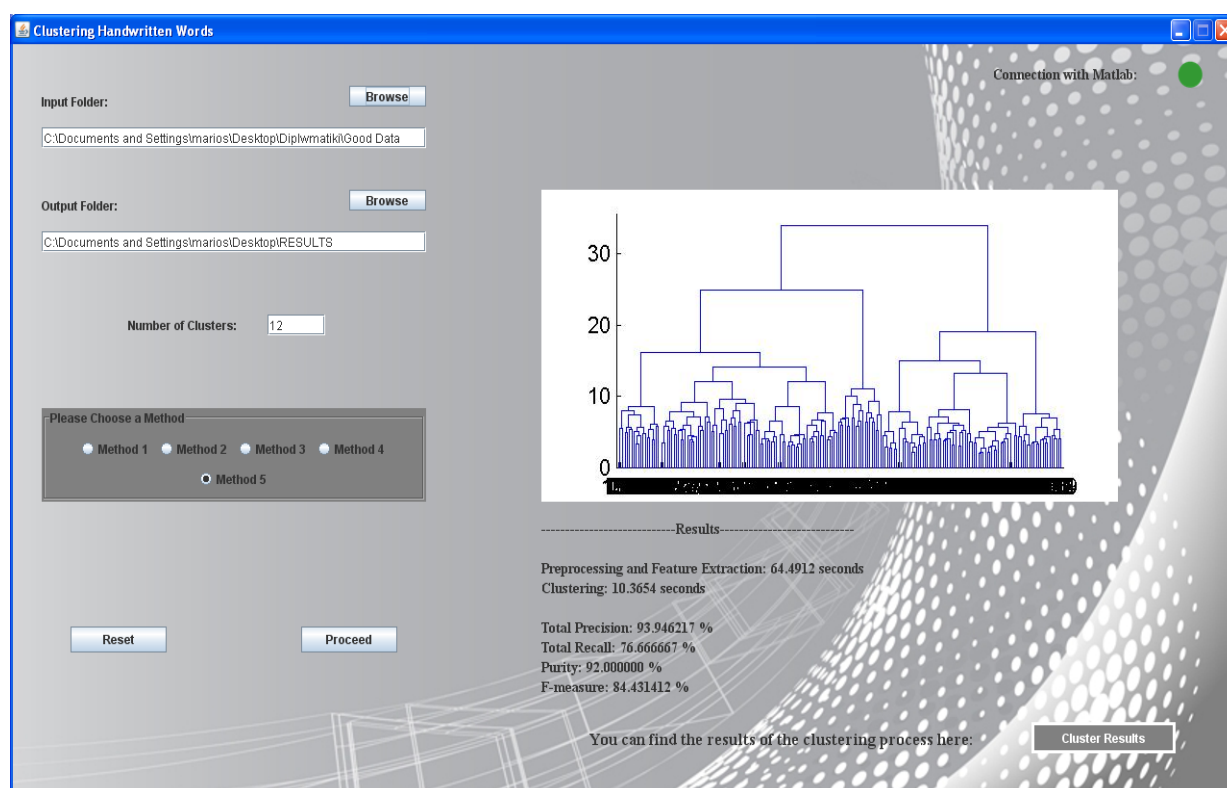 Clustering Handwritten Words
Connection with Matlab:
Input Folder:
Browse
C:\Documents and Settings\marios\Desktop\Diplwmatiki\Good Data
Output Folder:
Browse
C:\Documents and Settings\marios\Desktop\RESULTS
Number of Clusters:
12
Please Choose a Method
Method 1 Method 2 Method 3 Method 4
Method 5
Reset
Proceed
30
20
10
0
----------------------------Results----------------------------
Preprocessing and Feature Extraction: 64.4912 seconds
Clustering: 10.3654 seconds
Total Precision: 93.946217 %
Total Recall: 76.666667 %
Purity: 92.000000 %
F-measure: 84.431412 %
You can find the results of the clustering process here:
Cluster Results